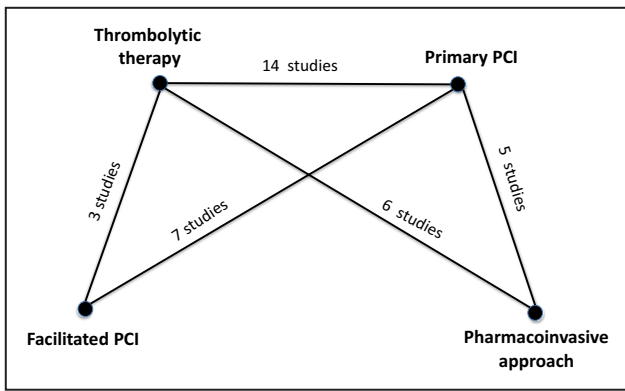 Thrombolytic
therapy
14 studies
Primary PCI
3 studies
7 studies
6 studies
5 studies
Facilitated PCI
Pharmacoinvasive
approach